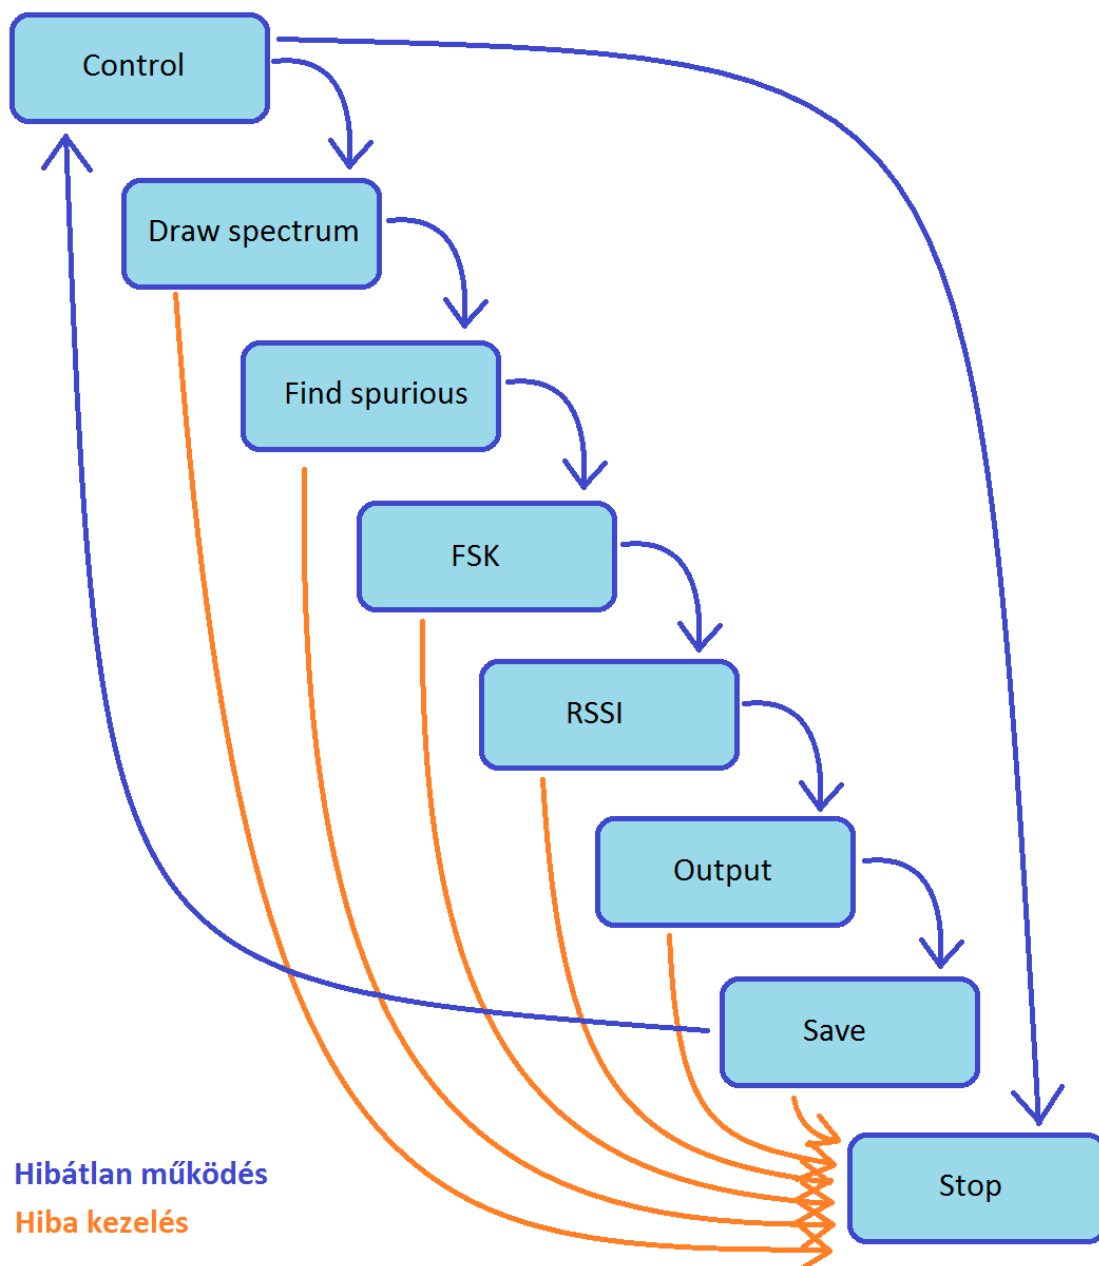 Control
Draw spectrum
Find spurious
FSK
RSSI
Output
Save
Stop
Hibátlan működés
Hiba kezelés